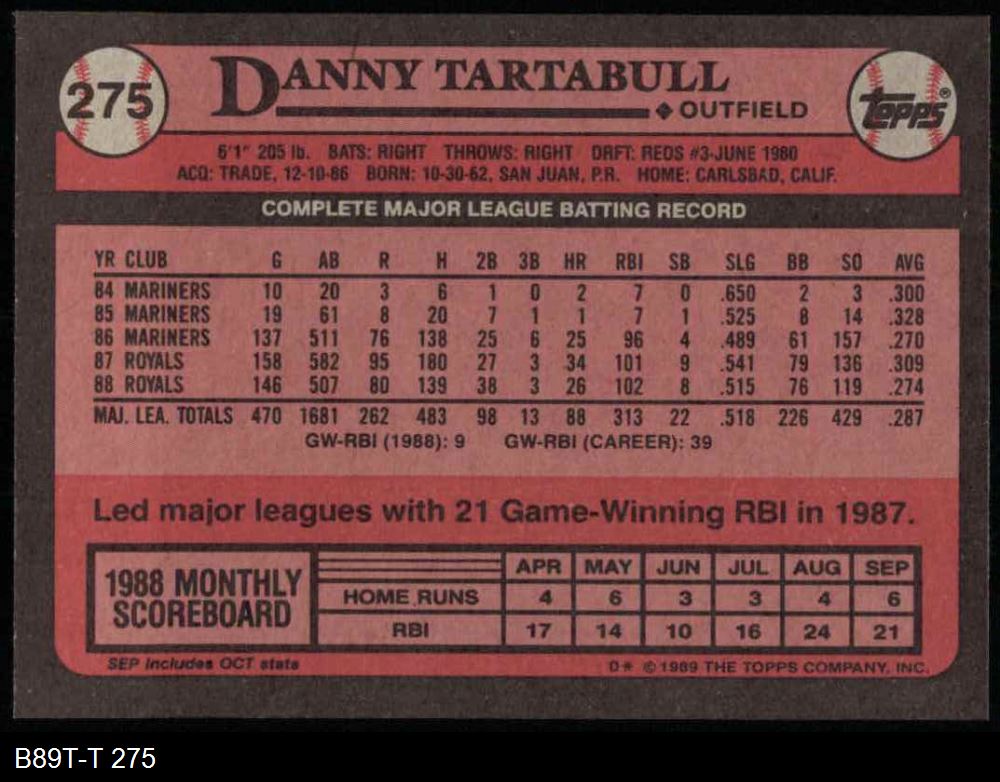 275
DANNY TARTABULL
◆ OUTFIELD
Topps®
6'1" 205 lb. BATS: RIGHT THROWS: RIGHT DRFT: REDS #3-JUNE 1980
ACQ: TRADE, 12-10-86 BORN: 10-30-62, SAN JUAN, P.R. HOME: CARLSBAD, CALIF.
COMPLETE MAJOR LEAGUE BATTING RECORD
YR CLUB G AB R H 2B 3B HR RBI SB SLG BB SO AVG
84 MARINERS 10 20 3 6 1 0 2 7 0 .650 2 3 .300
85 MARINERS 19 61 8 20 7 1 1 7 1 .525 8 14 .328
86 MARINERS 137 511 76 138 25 6 25 96 4 .489 61 157 .270
87 ROYALS 158 582 95 180 27 3 34 101 9 .541 79 136 .309
88 ROYALS 146 507 80 139 38 3 26 102 8 .515 76 119 .274
MAJ. LEA. TOTALS 470 1681 262 483 98 13 88 313 22 .518 226 429 .287
GW-RBI (1988): 9 GW-RBI (CAREER): 39
Led major leagues with 21 Game-Winning RBI in 1987.
1988 MONTHLY
SCOREBOARD
APR MAY JUN JUL AUG SEP
HOME RUNS 4 6 3 3 4 6
RBI 17 14 10 16 24 21
SEP includes OCT stats
D* © 1989 THE TOPPS COMPANY, INC.
B89T-T 275